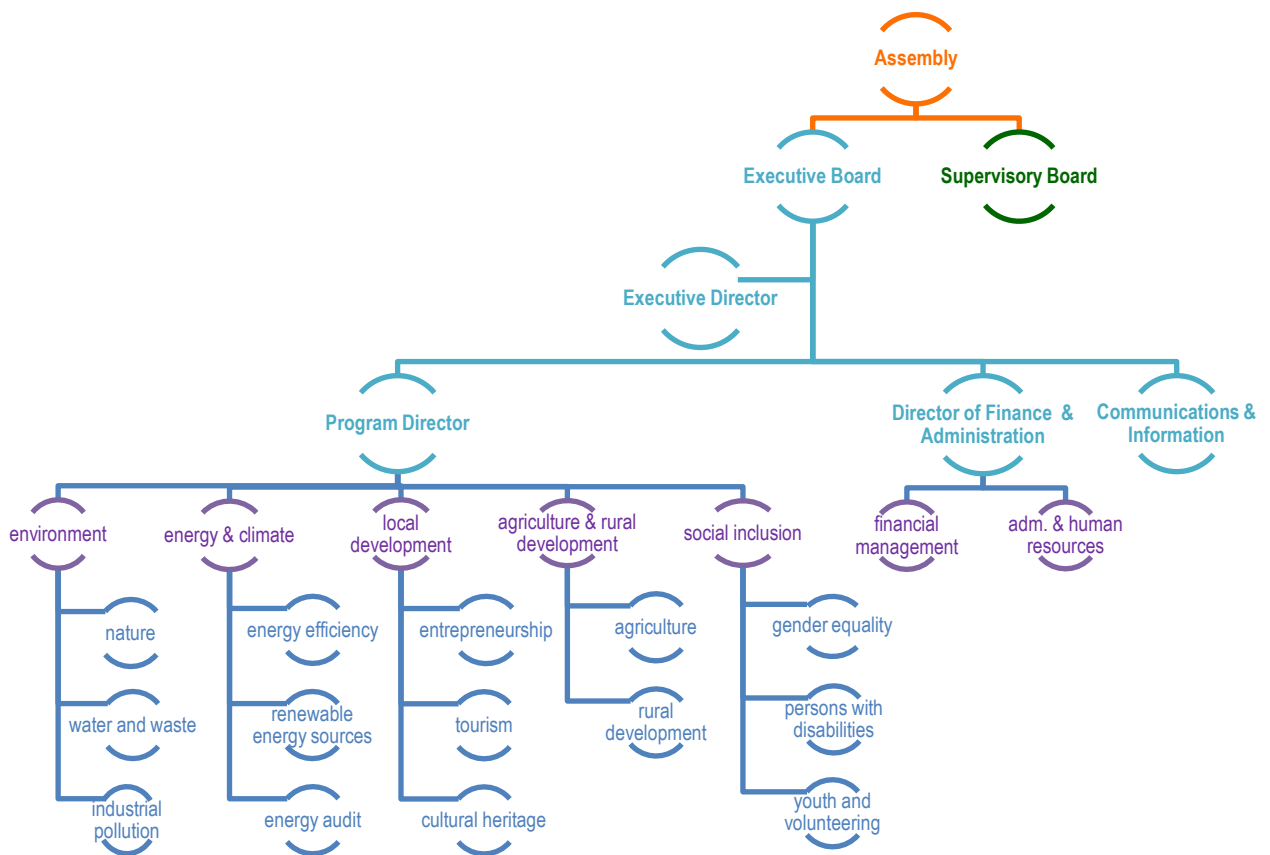 Assembly
Executive Board
Supervisory Board
Executive Director
Program Director
Director of Finance &
Administration
Communications &
Information
environment
energy & climate
local
development
agriculture & rural
development
social inclusion
financial
management
adm. & human
resources
nature
energy efficiency
entrepreneurship
agriculture
gender equality
water and waste
renewable
energy sources
tourism
rural
development
persons with
disabilities
industrial
pollution
energy audit
cultural heritage
youth and
volunteering